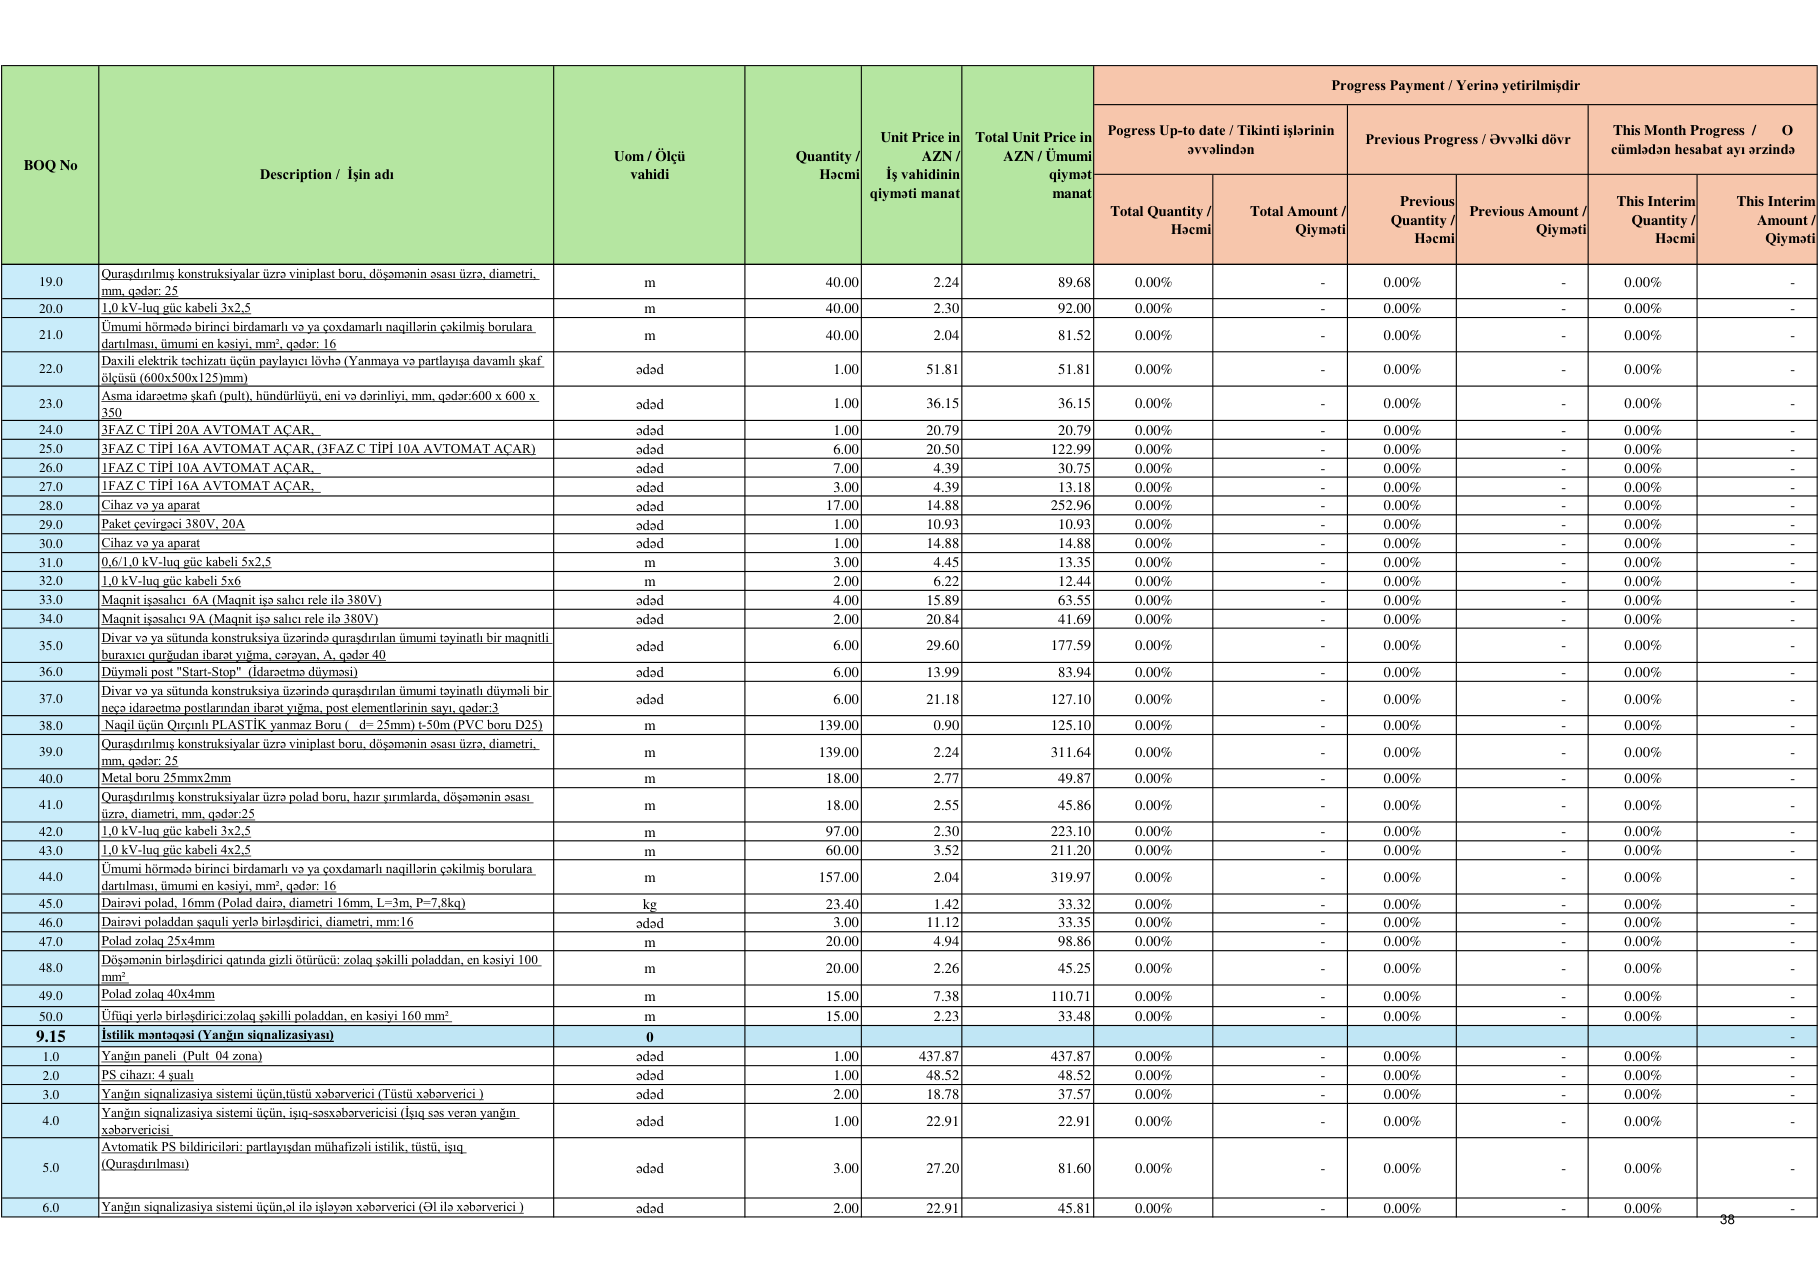 Progress Payment / Yerinə yetirilmişdir
BOQ No
Description /  İşin adı
Uom / Ölçü
vahidi
Quantity /
Həcmi
Unit Price in
AZN /
İş vahidinin
qiyməti manat
Total Unit Price in
AZN / Ümumi
qiymət
manat
Pogress Up-to date / Tikinti işlərinin
əvvəlindən
Previous Progress / Əvvəlki dövr
This Month Progress  /      O
cümlədən hesabat ayı ərzində
Total Quantity /
Həcmi
Total Amount /
Qiyməti
Previous
Quantity /
Həcmi
Previous Amount /
Qiyməti
This Interim
Quantity /
Həcmi
This Interim
Amount /
Qiyməti
19.0 Quraşdırılmış konstruksiyalar üzrə viniplast boru, döşəmənin əsası üzrə, diametri,
mm, qədər: 25 m 40.00 2.24 89.68 0.00% - 0.00% - 0.00% -
20.0 1,0 kV-luq güc kabeli 3x2,5 m 40.00 2.30 92.00 0.00% - 0.00% - 0.00% -
21.0 Ümumi hörmədə birinci birdamarlı və ya çoxdamarlı naqillərin çəkilmiş borulara
dartılması, ümumi en kəsiyi, mm², qədər: 16 m 40.00 2.04 81.52 0.00% - 0.00% - 0.00% -
22.0 Daxili elektrik təchizatı üçün paylayıcı lövhə (Yanmaya və partlayışa davamlı şkaf
ölçüsü (600x500x125)mm) ədəd 1.00 51.81 51.81 0.00% - 0.00% - 0.00% -
23.0 Asma idarəetmə şkafı (pult), hündürlüyü, eni və dərinliyi, mm, qədər:600 x 600 x
350 ədəd 1.00 36.15 36.15 0.00% - 0.00% - 0.00% -
24.0 3FAZ C TİPİ 20A AVTOMAT AÇAR, ədəd 1.00 20.79 20.79 0.00% - 0.00% - 0.00% -
25.0 3FAZ C TİPİ 16A AVTOMAT AÇAR, (3FAZ C TİPİ 10A AVTOMAT AÇAR) ədəd 6.00 20.50 122.99 0.00% - 0.00% - 0.00% -
26.0 1FAZ C TİPİ 10A AVTOMAT AÇAR, ədəd 7.00 4.39 30.75 0.00% - 0.00% - 0.00% -
27.0 1FAZ C TİPİ 16A AVTOMAT AÇAR, ədəd 3.00 4.39 13.18 0.00% - 0.00% - 0.00% -
28.0 Cihaz və ya aparat ədəd 17.00 14.88 252.96 0.00% - 0.00% - 0.00% -
29.0 Paket çevirgəci 380V, 20A ədəd 1.00 10.93 10.93 0.00% - 0.00% - 0.00% -
30.0 Cihaz və ya aparat ədəd 1.00 14.88 14.88 0.00% - 0.00% - 0.00% -
31.0 0,6/1,0 kV-luq güc kabeli 5x2,5 m 3.00 4.45 13.35 0.00% - 0.00% - 0.00% -
32.0 1,0 kV-luq güc kabeli 5x6 m 2.00 6.22 12.44 0.00% - 0.00% - 0.00% -
33.0 Maqnit işəsalıcı  6A (Maqnit işə salıcı rele ilə 380V) ədəd 4.00 15.89 63.55 0.00% - 0.00% - 0.00% -
34.0 Maqnit işəsalıcı 9A (Maqnit işə salıcı rele ilə 380V) ədəd 2.00 20.84 41.69 0.00% - 0.00% - 0.00% -
35.0 Divar və ya sütunda konstruksiya üzərində quraşdırılan ümumi təyinatlı bir maqnitli
buraxıcı qurğudan ibarət yığma, cərəyan, A, qədər 40 ədəd 6.00 29.60 177.59 0.00% - 0.00% - 0.00% -
36.0 Düyməli post "Start-Stop"  (İdarəetmə düyməsi) ədəd 6.00 13.99 83.94 0.00% - 0.00% - 0.00% -
37.0 Divar və ya sütunda konstruksiya üzərində quraşdırılan ümumi təyinatlı düyməli bir
neçə idarəetmə postlarından ibarət yığma, post elementlərinin sayı, qədər:3 ədəd 6.00 21.18 127.10 0.00% - 0.00% - 0.00% -
38.0 Naqil üçün Qırçınlı PLASTİK yanmaz Boru (   d= 25mm) t-50m (PVC boru D25) m 139.00 0.90 125.10 0.00% - 0.00% - 0.00% -
39.0 Quraşdırılmış konstruksiyalar üzrə viniplast boru, döşəmənin əsası üzrə, diametri,
mm, qədər: 25 m 139.00 2.24 311.64 0.00% - 0.00% - 0.00% -
40.0 Metal boru 25mmx2mm m 18.00 2.77 49.87 0.00% - 0.00% - 0.00% -
41.0 Quraşdırılmış konstruksiyalar üzrə polad boru, hazır şırımlarda, döşəmənin əsası
üzrə, diametri, mm, qədər:25 m 18.00 2.55 45.86 0.00% - 0.00% - 0.00% -
42.0 1,0 kV-luq güc kabeli 3x2,5 m 97.00 2.30 223.10 0.00% - 0.00% - 0.00% -
43.0 1,0 kV-luq güc kabeli 4x2,5 m 60.00 3.52 211.20 0.00% - 0.00% - 0.00% -
44.0 Ümumi hörmədə birinci birdamarlı və ya çoxdamarlı naqillərin çəkilmiş borulara
dartılması, ümumi en kəsiyi, mm², qədər: 16 m 157.00 2.04 319.97 0.00% - 0.00% - 0.00% -
45.0 Dairəvi polad, 16mm (Polad dairə, diametri 16mm, L=3m, P=7,8kq) kg 23.40 1.42 33.32 0.00% - 0.00% - 0.00% -
46.0 Dairəvi poladdan şaquli yerlə birləşdirici, diametri, mm:16 ədəd 3.00 11.12 33.35 0.00% - 0.00% - 0.00% -
47.0 Polad zolaq 25x4mm m 20.00 4.94 98.86 0.00% - 0.00% - 0.00% -
48.0 Döşəmənin birləşdirici qatında gizli ötürücü: zolaq şəkilli poladdan, en kəsiyi 100
mm² m 20.00 2.26 45.25 0.00% - 0.00% - 0.00% -
49.0 Polad zolaq 40x4mm m 15.00 7.38 110.71 0.00% - 0.00% - 0.00% -
50.0 Üfüqi yerlə birləşdirici:zolaq şəkilli poladdan, en kəsiyi 160 mm² m 15.00 2.23 33.48 0.00% - 0.00% - 0.00% -
9.15 İstilik məntəqəsi (Yanğın siqnalizasiyası) 0 -
1.0 Yanğın paneli  (Pult  04 zona) ədəd 1.00 437.87 437.87 0.00% - 0.00% - 0.00% -
2.0 PS cihazı: 4 şualı ədəd 1.00 48.52 48.52 0.00% - 0.00% - 0.00% -
3.0 Yanğın siqnalizasiya sistemi üçün,tüstü xəbərverici (Tüstü xəbərverici ) ədəd 2.00 18.78 37.57 0.00% - 0.00% - 0.00% -
4.0 Yanğın siqnalizasiya sistemi üçün, işıq-səsxəbərvericisi (İşıq səs verən yanğın
xəbərvericisi ədəd 1.00 22.91 22.91 0.00% - 0.00% - 0.00% -
5.0 Avtomatik PS bildiriciləri: partlayışdan mühafizəli istilik, tüstü, işıq
(Quraşdırılması) ədəd 3.00 27.20 81.60 0.00% - 0.00% - 0.00% -
6.0 Yanğın siqnalizasiya sistemi üçün,əl ilə işləyən xəbərverici (Əl ilə xəbərverici ) ədəd 2.00 22.91 45.81 0.00% - 0.00% - 0.00% -
38